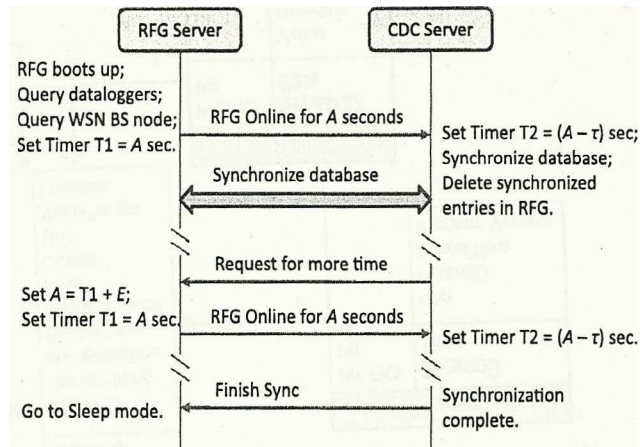 RFG Server
CDC Server
RFG boots up;
Query dataloggers;
Query WSN BS node;
Set Timer T1 = A sec.
RFG Online for A seconds
Set Timer T2 = (A – τ) sec;
Synchronize database;
Delete synchronized
entries in RFG.
Synchronize database
Request for more time
Set A = T1 + E;
Set Timer T1 = A sec.
RFG Online for A seconds
Set Timer T2 = (A – τ) sec.
Finish Sync
Go to Sleep mode.
Synchronization
complete.